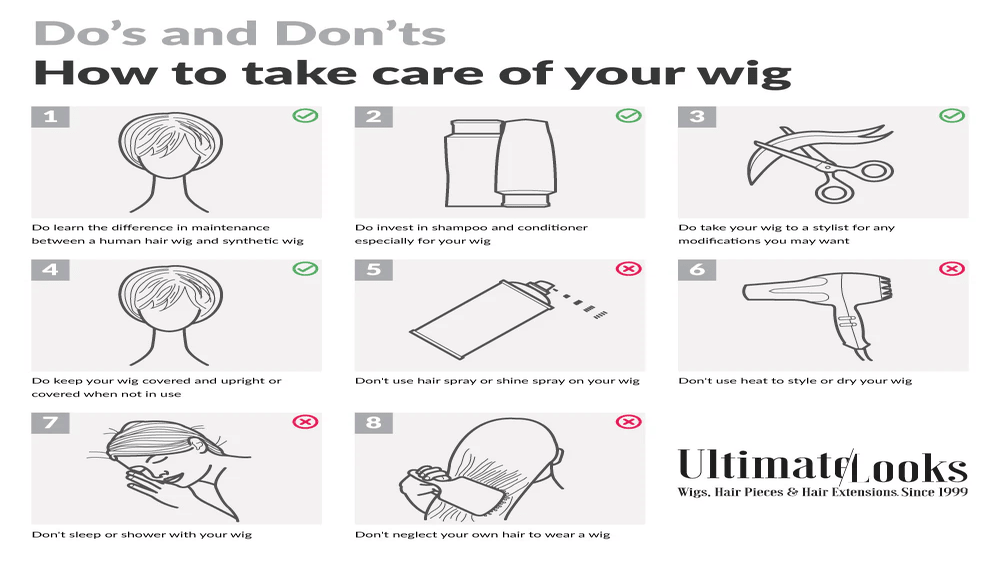 Do's and Don'ts
How to take care of your wig
1
Do learn the difference in maintenance
between a human hair wig and synthetic wig
2
Do invest in shampoo and conditioner
especially for your wig
3
Do take your wig to a stylist for any
modifications you may want
4
Do keep your wig covered and upright or
covered when not in use
5
Don't use hair spray or shine spray on your wig
6
Don't use heat to style or dry your wig
7
Don't sleep or shower with your wig
8
Don't neglect your own hair to wear a wig
Ultimate Looks
Wigs, Hair Pieces & Hair Extensions. Since 1999